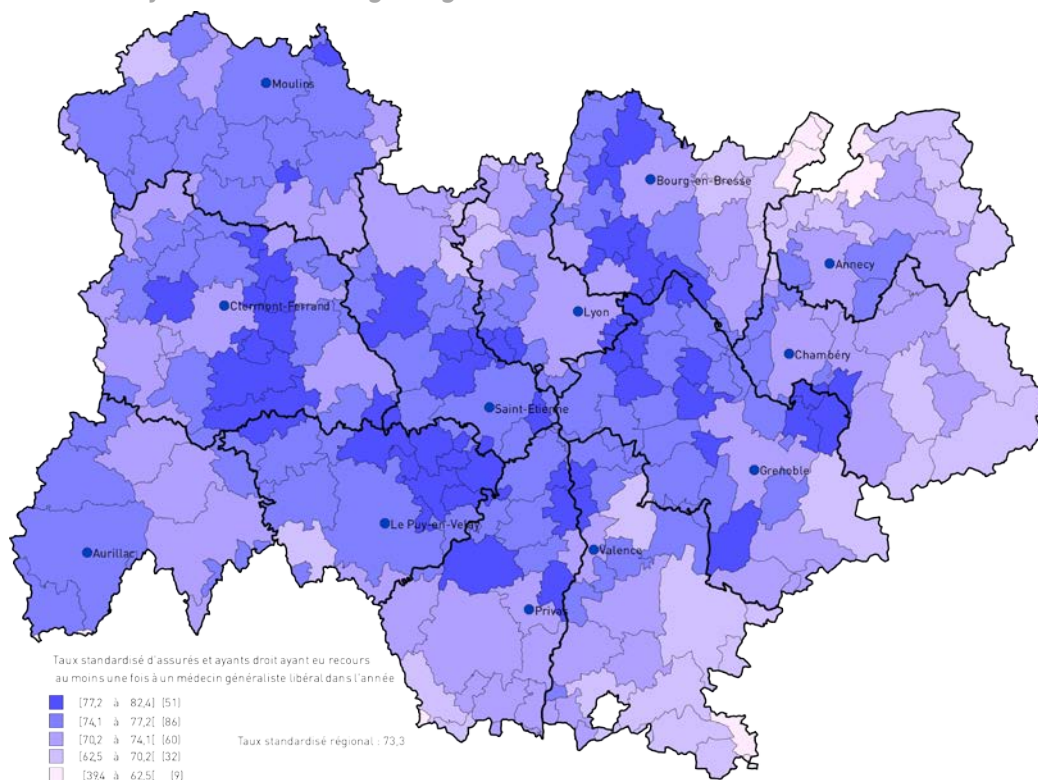 Moulins
Bourg-en-Bresse
Annecy
Clermont-Ferrand
Lyon
Chambéry
Saint-Etienne
Grenoble
Le Puy-en-Velay
Aurillac
Valence
Privas
Taux standardisé d'assurés et ayants droit ayant eu recours
au moins une fois à un médecin généraliste libéral dans l'année
[77,2 à 82,4] (51)
[74,1 à 77,2[ (86)
[70,2 à 74,1[ (60)
Taux standardisé régional : 73,3
[62,5 à 70,2[ (32)
[39,4 à 62,5[ (9)